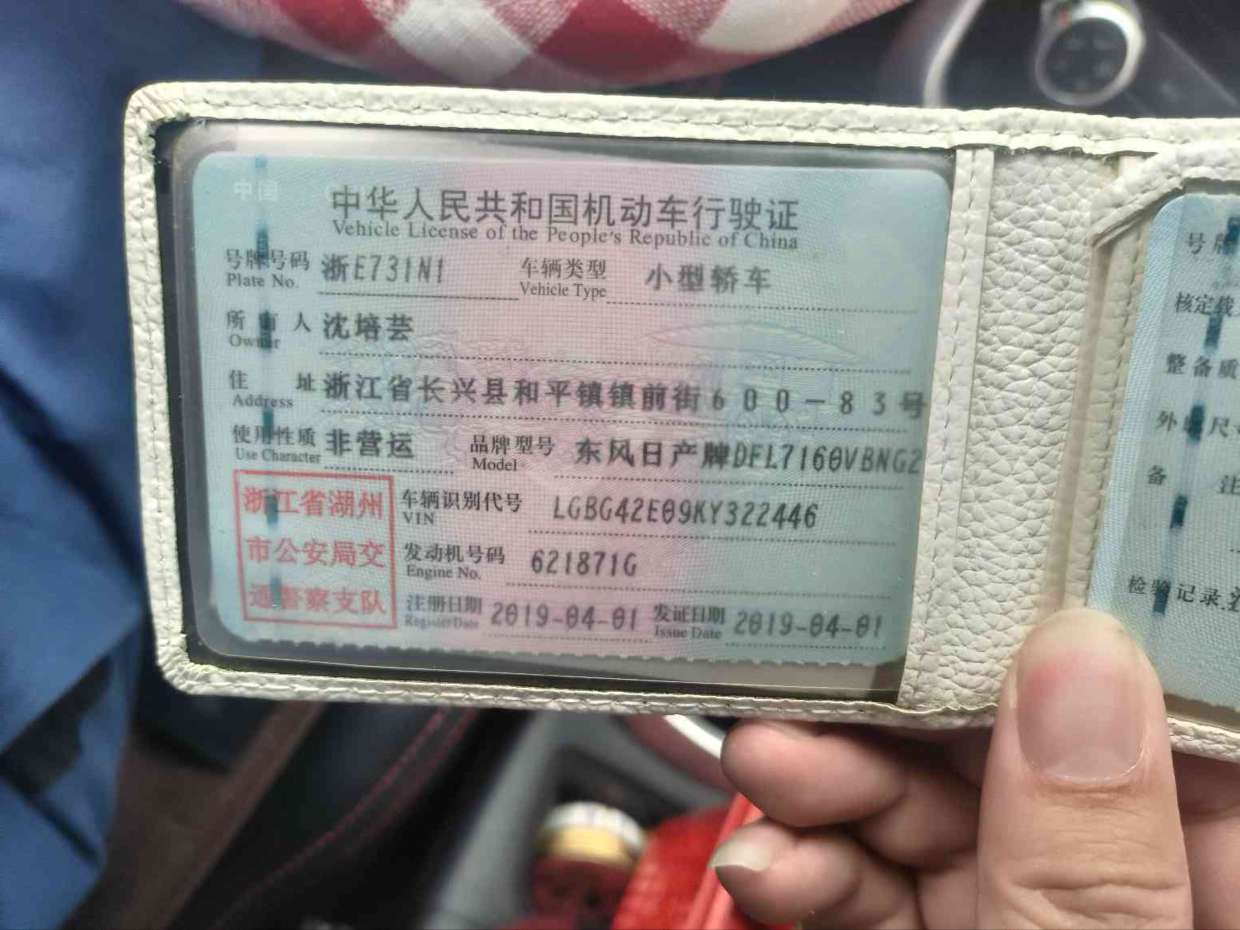 中国
中华人民共和国机动车行驶证
Vehicle License of the People's Republic of China
号牌号码 浙E731N1 车辆类型 小型轿车
Plate No. Vehicle Type
所有人 沈培芸
Owner
住址 浙江省长兴县和平镇镇前街600-83号
Address
使用性质 非营运 品牌型号 东风日产牌DFL7160VBNG2
Use Character Model
浙江省湖州
市公安局交
通警察支队
车辆识别代号 LGBG42E09KY322446
VIN
发动机号码 621871G
Engine No.
注册日期 2019-04-01 发证日期 2019-04-01
Register Date Issue Date
号牌
核定载
整备质
外廓尺
备注
检验记录